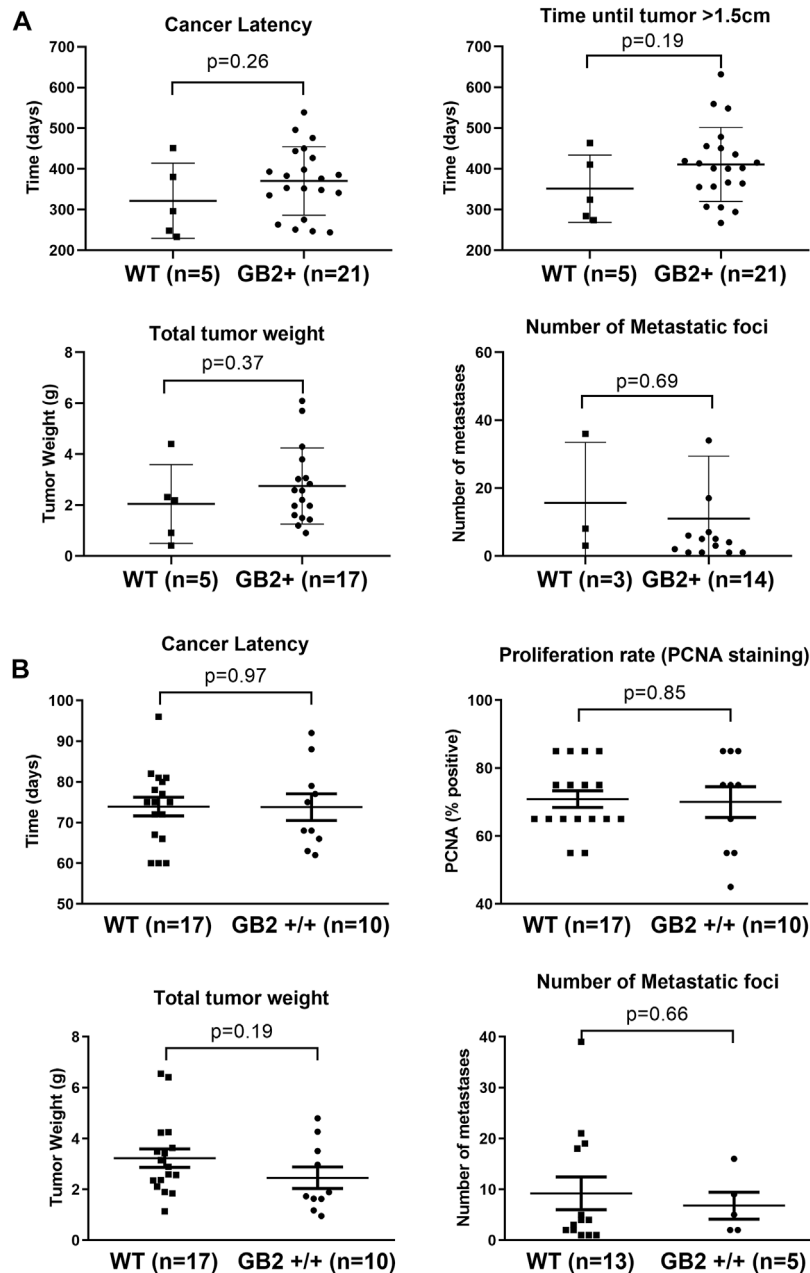 A
Cancer Latency
p=0.26
Time (days)
700
600
500
400
300
200
WT (n=5) GB2+ (n=21)
Time until tumor >1.5cm
p=0.19
Time (days)
700
600
500
400
300
200
WT (n=5) GB2+ (n=21)
Total tumor weight
p=0.37
Tumor Weight (g)
8
6
4
2
0
WT (n=5) GB2+ (n=17)
Number of Metastatic foci
p=0.69
Number of metastases
60
40
20
0
WT (n=3) GB2+ (n=14)
B
Cancer Latency
p=0.97
Time (days)
100
90
80
70
60
50
WT (n=17) GB2 +/+ (n=10)
Proliferation rate (PCNA staining)
p=0.85
PCNA (% positive)
100
80
60
40
WT (n=17) GB2 +/+ (n=10)
Total tumor weight
p=0.19
Tumor Weight (g)
8
6
4
2
0
WT (n=17) GB2 +/+ (n=10)
Number of Metastatic foci
p=0.66
Number of metastases
40
30
20
10
0
WT (n=13) GB2 +/+ (n=5)